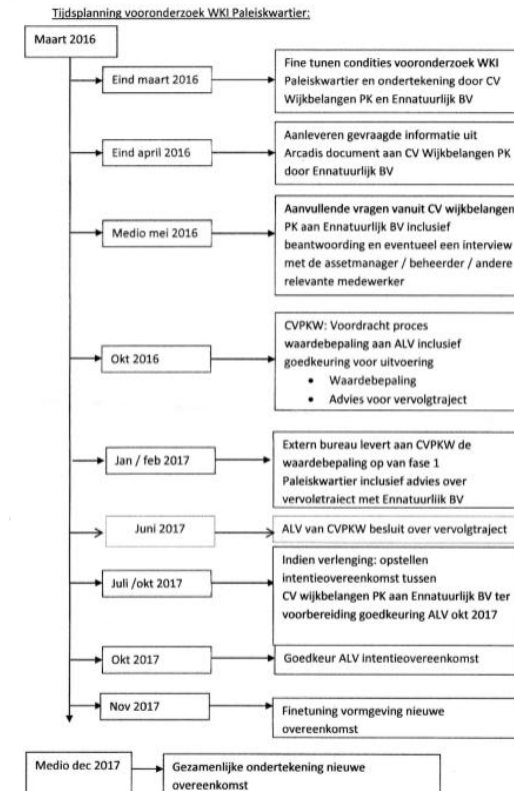 Tijdsplanning vooronderzoek WKI Paleiskwartier:
Maart 2016
Eind maart 2016
Fine tunen condities vooronderzoek WKI
Paleiskwartier en ondertekening door CV
Wijkbelangen PK en Ennatuurlijk BV
Eind april 2016
Aanleveren gevraagde informatie uit
Arcadis document aan CV Wijkbelangen PK
door Ennatuurlijk BV
Medio mei 2016
Aanvullende vragen vanuit CV wijkbelangen
PK aan Ennatuurlijk BV inclusief
beantwoording en eventueel een interview
met de assetmanager / beheerder / andere
relevante medewerker
Okt 2016
CVPKW: Voordracht proces
waardebepaling aan ALV inclusief
goedkeuring voor uitvoering
• Waardebepaling
• Advies voor vervolgtraject
Jan / feb 2017
Extern bureau levert aan CVPKW de
waardebepaling op van fase 1
Paleiskwartier inclusief advies over
vervolgtraject met Ennatuurlijk BV
Juni 2017
ALV van CVPKW besluit over vervolgtraject
Juli /okt 2017
Indien verlenging: opstellen
intentieovereenkomst tussen
CV wijkbelangen PK aan Ennatuurlijk BV ter
voorbereiding goedkeuring ALV okt 2017
Okt 2017
Goedkeur ALV intentieovereenkomst
Nov 2017
Finetuning vormgeving nieuwe
overeenkomst
Medio dec 2017
Gezamenlijke ondertekening nieuwe
overeenkomst